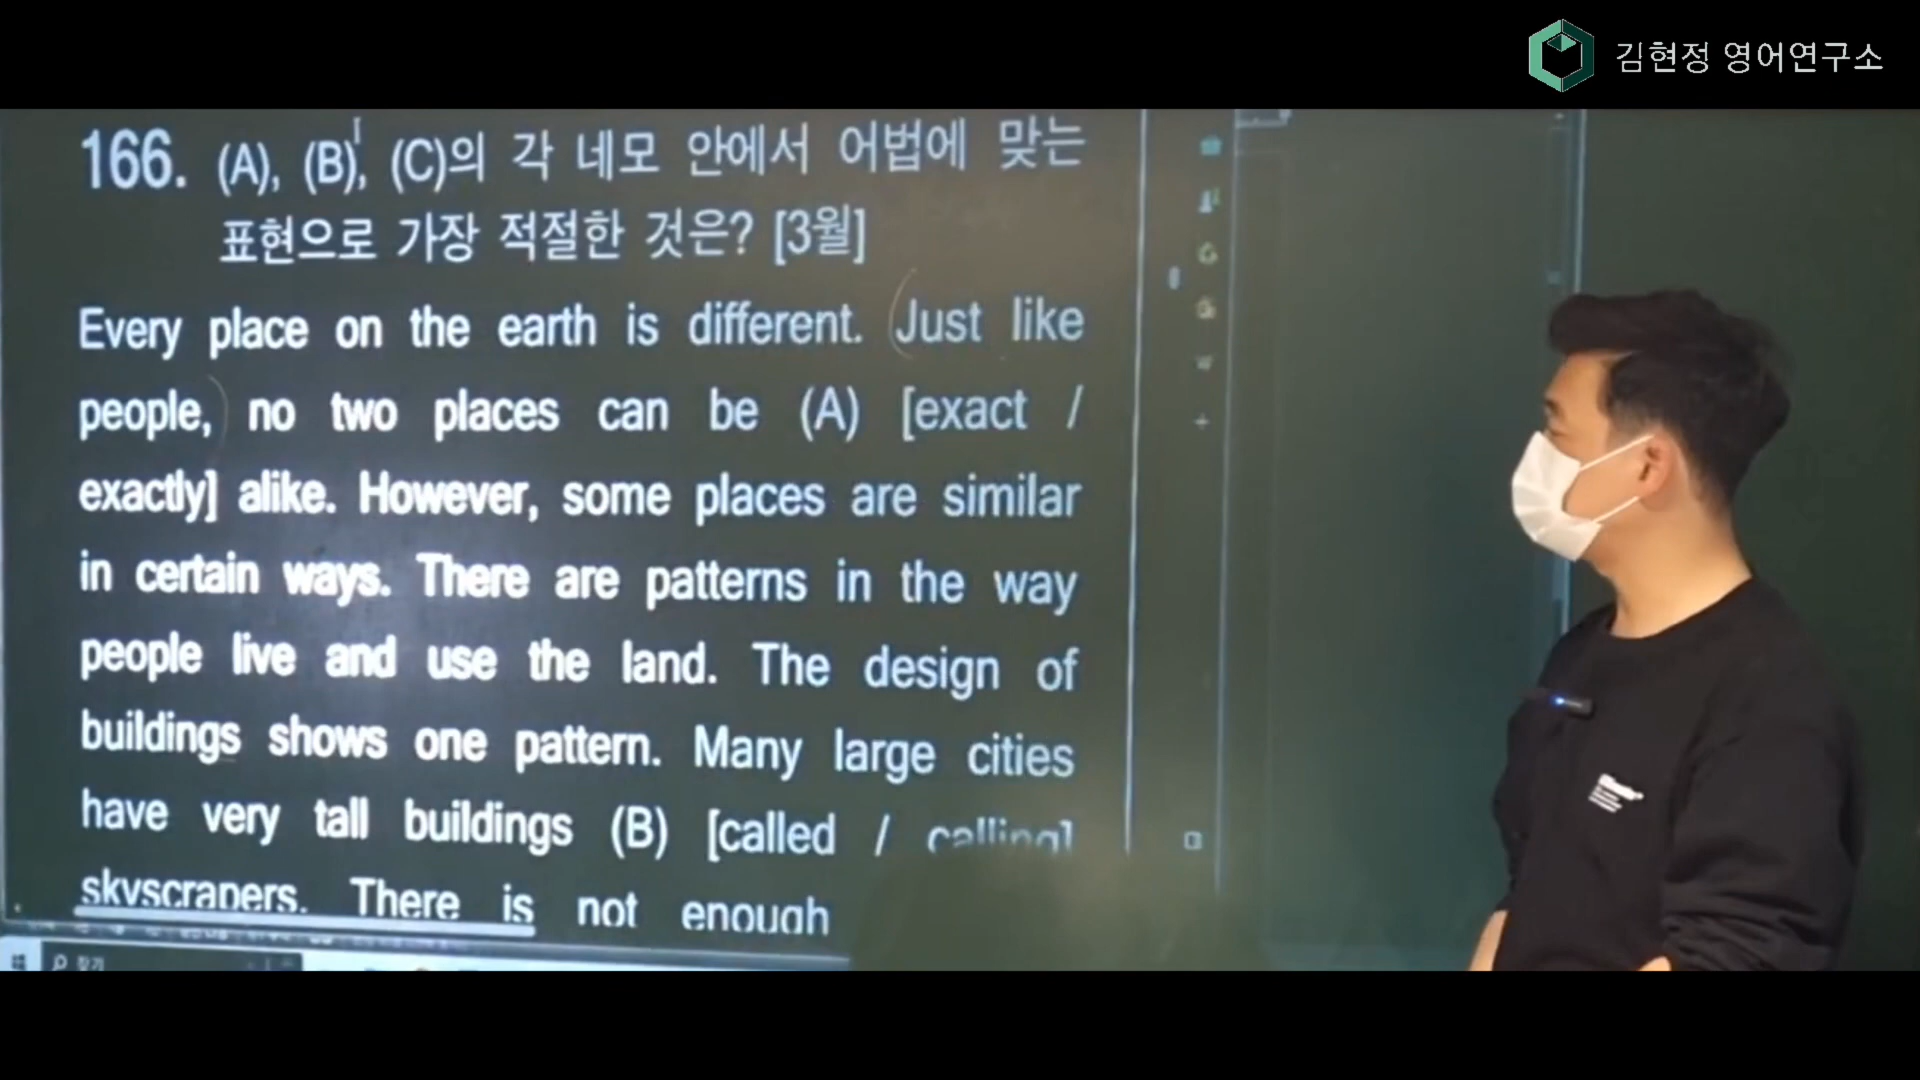 김현정 영어연구소
166. (A), (B), (C)의 각 네모 안에서 어법에 맞는
표현으로 가장 적절한 것은? [3월]
Every place on the earth is different. Just like
people, no two places can be (A) [exact /
exactly] alike. However, some places are similar
in certain ways. There are patterns in the way
people live and use the land. The design of
buildings shows one pattern. Many large cities
have very tall buildings (B) [called / calling]
skyscrapers. There is not enough
찾기